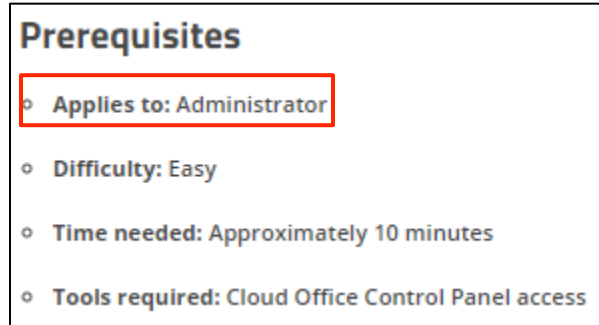 Prerequisites
Applies to: Administrator
Difficulty: Easy
Time needed: Approximately 10 minutes
Tools required: Cloud Office Control Panel access